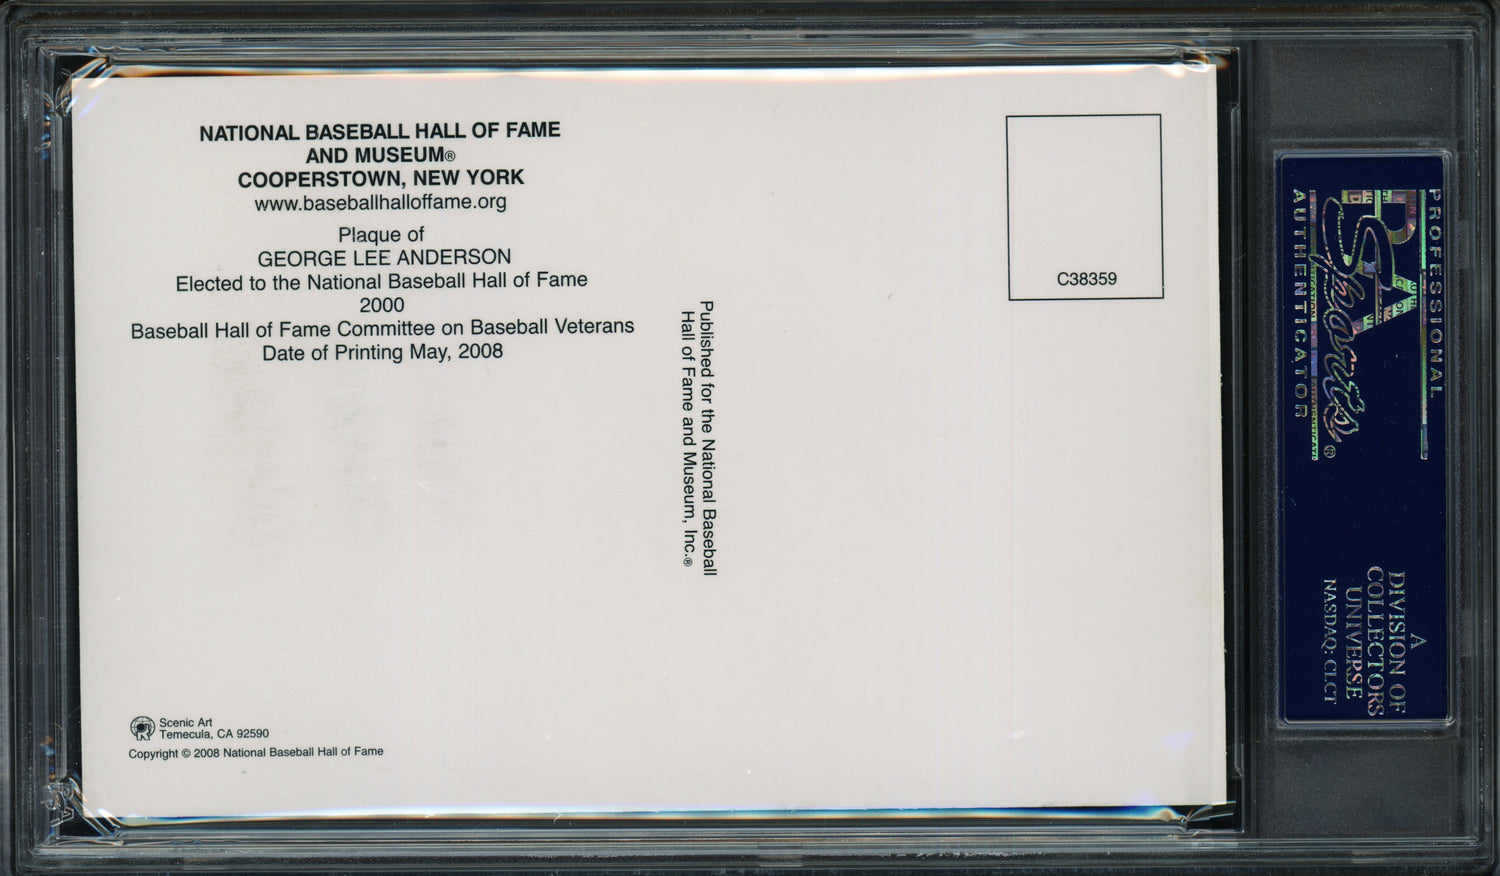 NATIONAL BASEBALL HALL OF FAME
AND MUSEUM®
COOPERSTOWN, NEW YORK
www.baseballhalloffame.org
Plaque of
GEORGE LEE ANDERSON
Elected to the National Baseball Hall of Fame
2000
Baseball Hall of Fame Committee on Baseball Veterans
Date of Printing May, 2008
Published for the National Baseball
Hall of Fame and Museum, Inc.®
C38359
Scenic Art
Temecula, CA 92590
Copyright © 2008 National Baseball Hall of Fame
PROFESSIONAL
PSA
Sports®
AUTHENTICATOR
A
DIVISION OF
COLLECTORS
UNIVERSE
NASDAQ: CLCT